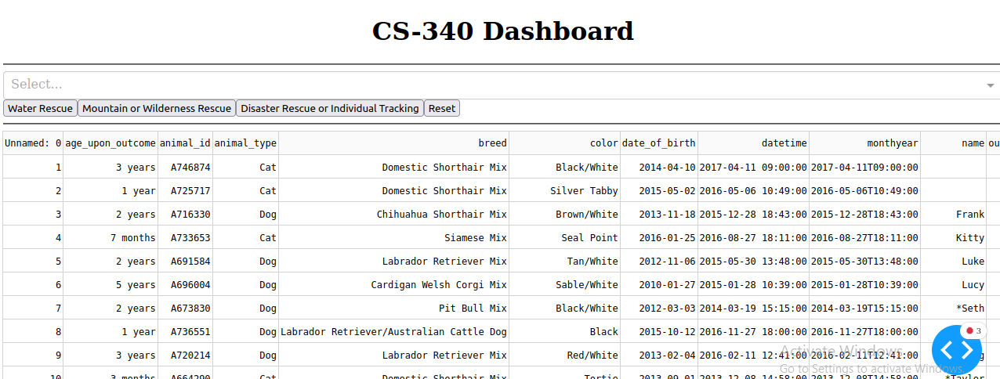 CS-340 Dashboard
Select...
Water Rescue Mountain or Wilderness Rescue Disaster Rescue or Individual Tracking Reset
Unnamed: 0 age_upon_outcome animal_id animal_type breed color date_of_birth datetime monthyear name ou
1 3 years A746874 Cat Domestic Shorthair Mix Black/White 2014-04-10 2017-04-11 09:00:00 2017-04-11T09:00:00
2 1 year A725717 Cat Domestic Shorthair Mix Silver Tabby 2015-05-02 2016-05-06 10:49:00 2016-05-06T10:49:00
3 2 years A716330 Dog Chihuahua Shorthair Mix Brown/White 2013-11-18 2015-12-28 18:43:00 2015-12-28T18:43:00 Frank
4 7 months A733653 Cat Siamese Mix Seal Point 2016-01-25 2016-08-27 18:11:00 2016-08-27T18:11:00 Kitty
5 2 years A691584 Dog Labrador Retriever Mix Tan/White 2012-11-06 2015-05-30 13:48:00 2015-05-30T13:48:00 Luke
6 5 years A696004 Dog Cardigan Welsh Corgi Mix Sable/White 2010-01-27 2015-01-28 10:39:00 2015-01-28T10:39:00 Lucy
7 2 years A673830 Dog Pit Bull Mix Black/White 2012-03-03 2014-03-19 15:15:00 2014-03-19T15:15:00 *Seth
8 1 year A736551 Dog Labrador Retriever/Australian Cattle Dog Black 2015-10-12 2016-11-27 18:00:00 2016-11-27T18:00:00
3
Activate Windows
9 3 years A720214 Dog Labrador Retriever Mix Red/White 2013-02-04 2016-02-11 12:41:00 2016-02-11T12:41:00
Go to Settings to activate Windows.
10 3 months A664290 Cat Domestic Shorthair Mix Tortie 2013-09-01 2013-12-08 14:58:00 2013-12-08T14:58:00 *Taylor